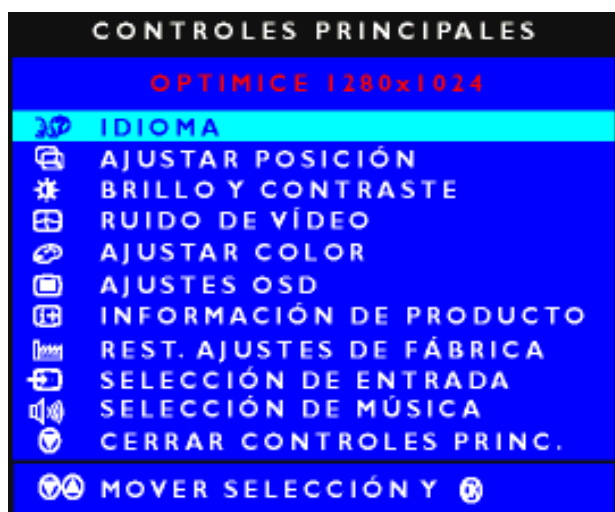 CONTROLES PRINCIPALES
OPTIMICE 1280x1024
IDIOMA
AJUSTAR POSICIÓN
BRILLO Y CONTRASTE
RUIDO DE VÍDEO
AJUSTAR COLOR
AJUSTES OSD
INFORMACIÓN DE PRODUCTO
REST. AJUSTES DE FÁBRICA
SELECCIÓN DE ENTRADA
SELECCIÓN DE MÚSICA
CERRAR CONTROLES PRINC.
MOVER SELECCIÓN Y OK